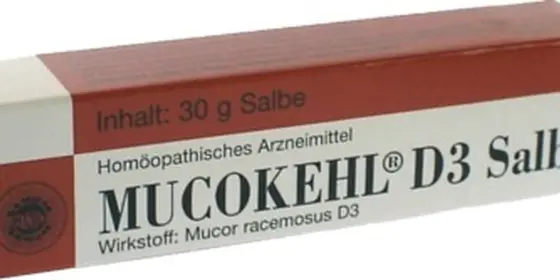 Inhalt: 30 g Salbe
Homöopathisches Arzneimittel
MUCOKEHL® D3 Salb
Wirkstoff: Mucor racemosus D3